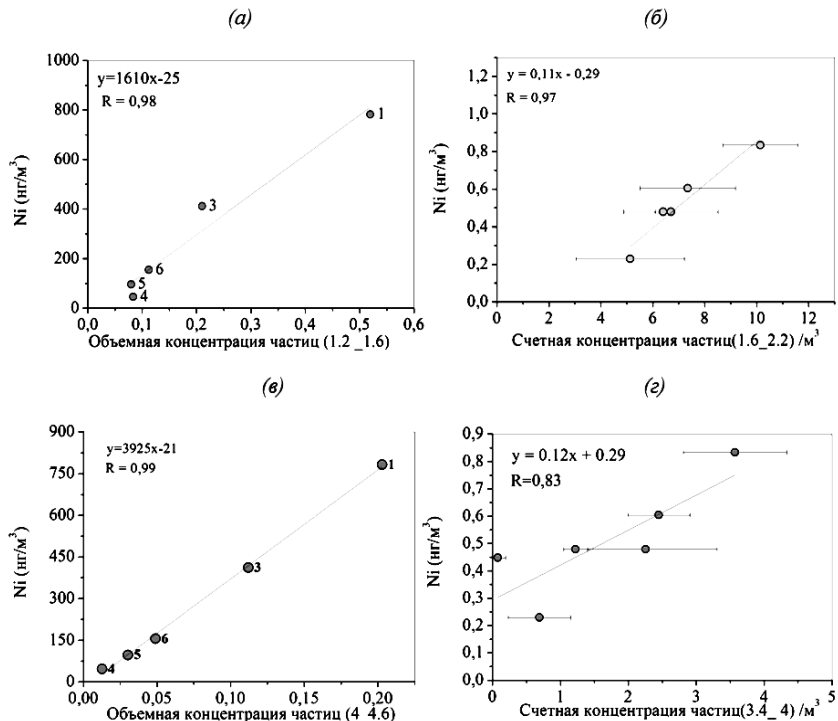 (а)
(б)
y=1610x-25
R = 0,98
Ni (нг/м³)
1000
800
600
400
200
0
0,0 0,1 0,2 0,3 0,4 0,5 0,6
1
3
6
5
4
Объемная концентрация частиц (1.2 _1.6)
y = 0,11x - 0,29
R = 0,97
Ni (нг/м³)
1,2
1,0
0,8
0,6
0,4
0,2
0,0
0 2 4 6 8 10 12
Счетная концентрация частиц(1.6_2.2) /м³
(в)
(г)
y=3925x-21
R = 0,99
Ni (нг/м³)
900
750
600
450
300
150
0
0,00 0,05 0,10 0,15 0,20
1
3
6
5
4
Объемная концентрация частиц (4_4.6)
y = 0.12x + 0.29
R=0,83
Ni (нг/м³)
0,9
0,8
0,7
0,6
0,5
0,4
0,3
0,2
0,1
0,0
0 1 2 3 4 5
Счетная концентрация частиц(3.4_ 4) /м³